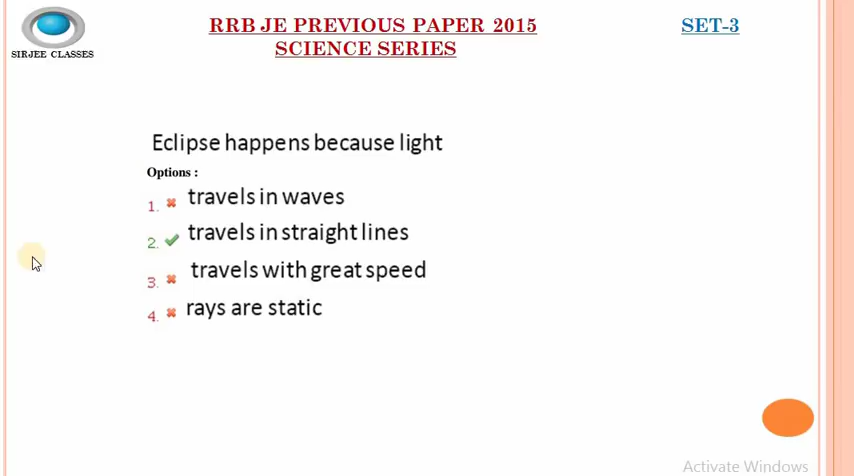 RRB JE PREVIOUS PAPER 2015
SET-3
SCIENCE SERIES
SIRJEE CLASSES
Eclipse happens because light
Options :
1. travels in waves
2. travels in straight lines
3. travels with great speed
4. rays are static
Activate Windows